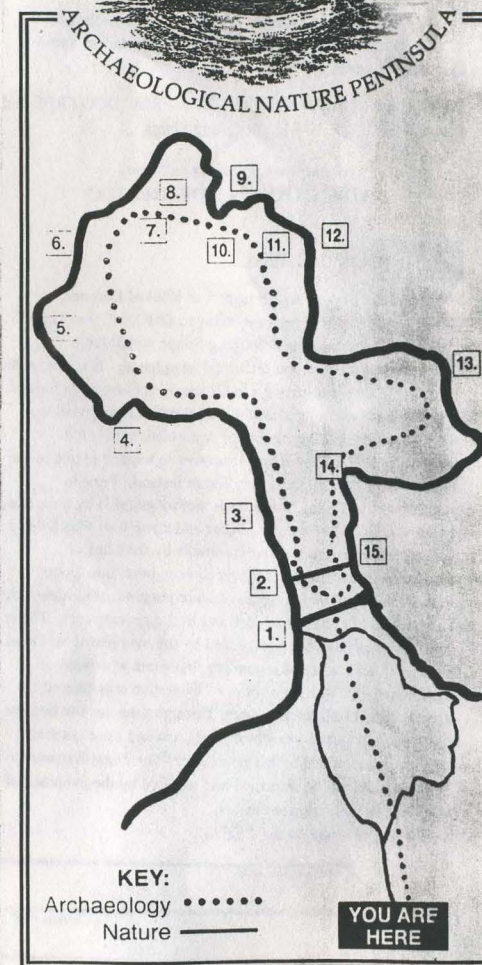 ARCHAEOLOGICAL NATURE PENINSULA
9.
8.
12.
7.
10.
11.
6.
5.
13.
4.
14.
3.
15.
2.
1.
KEY:
Archaeology
Nature
YOU ARE
HERE